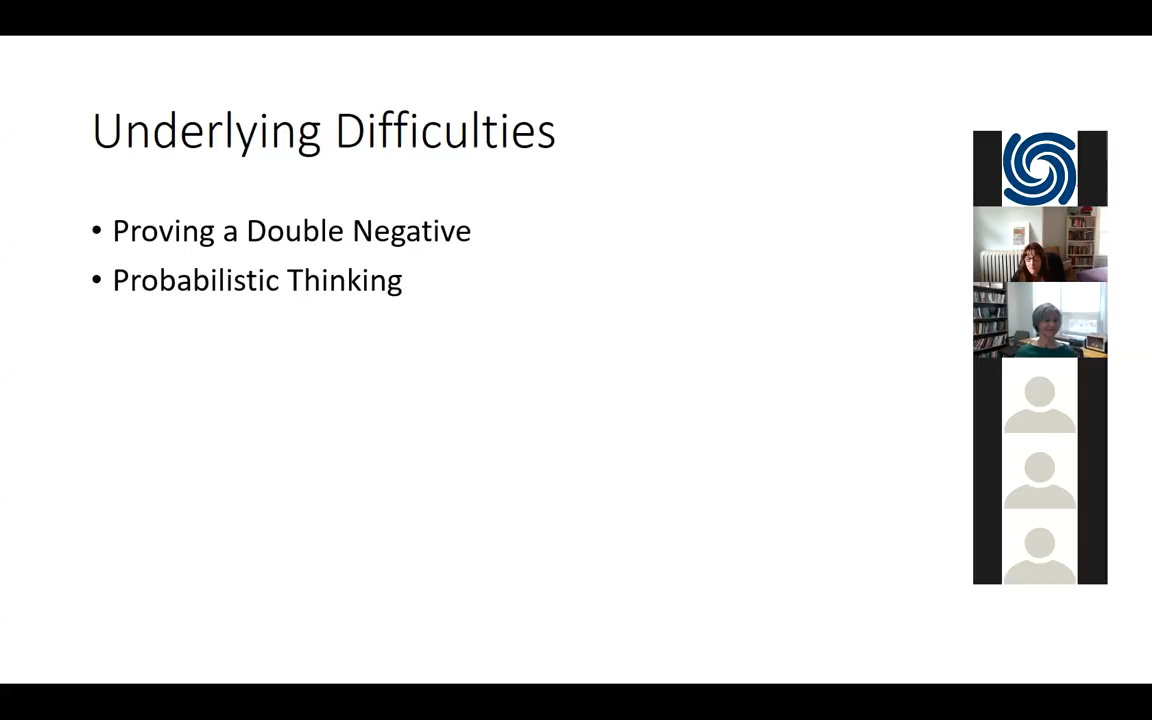 Underlying Difficulties
• Proving a Double Negative
• Probabilistic Thinking